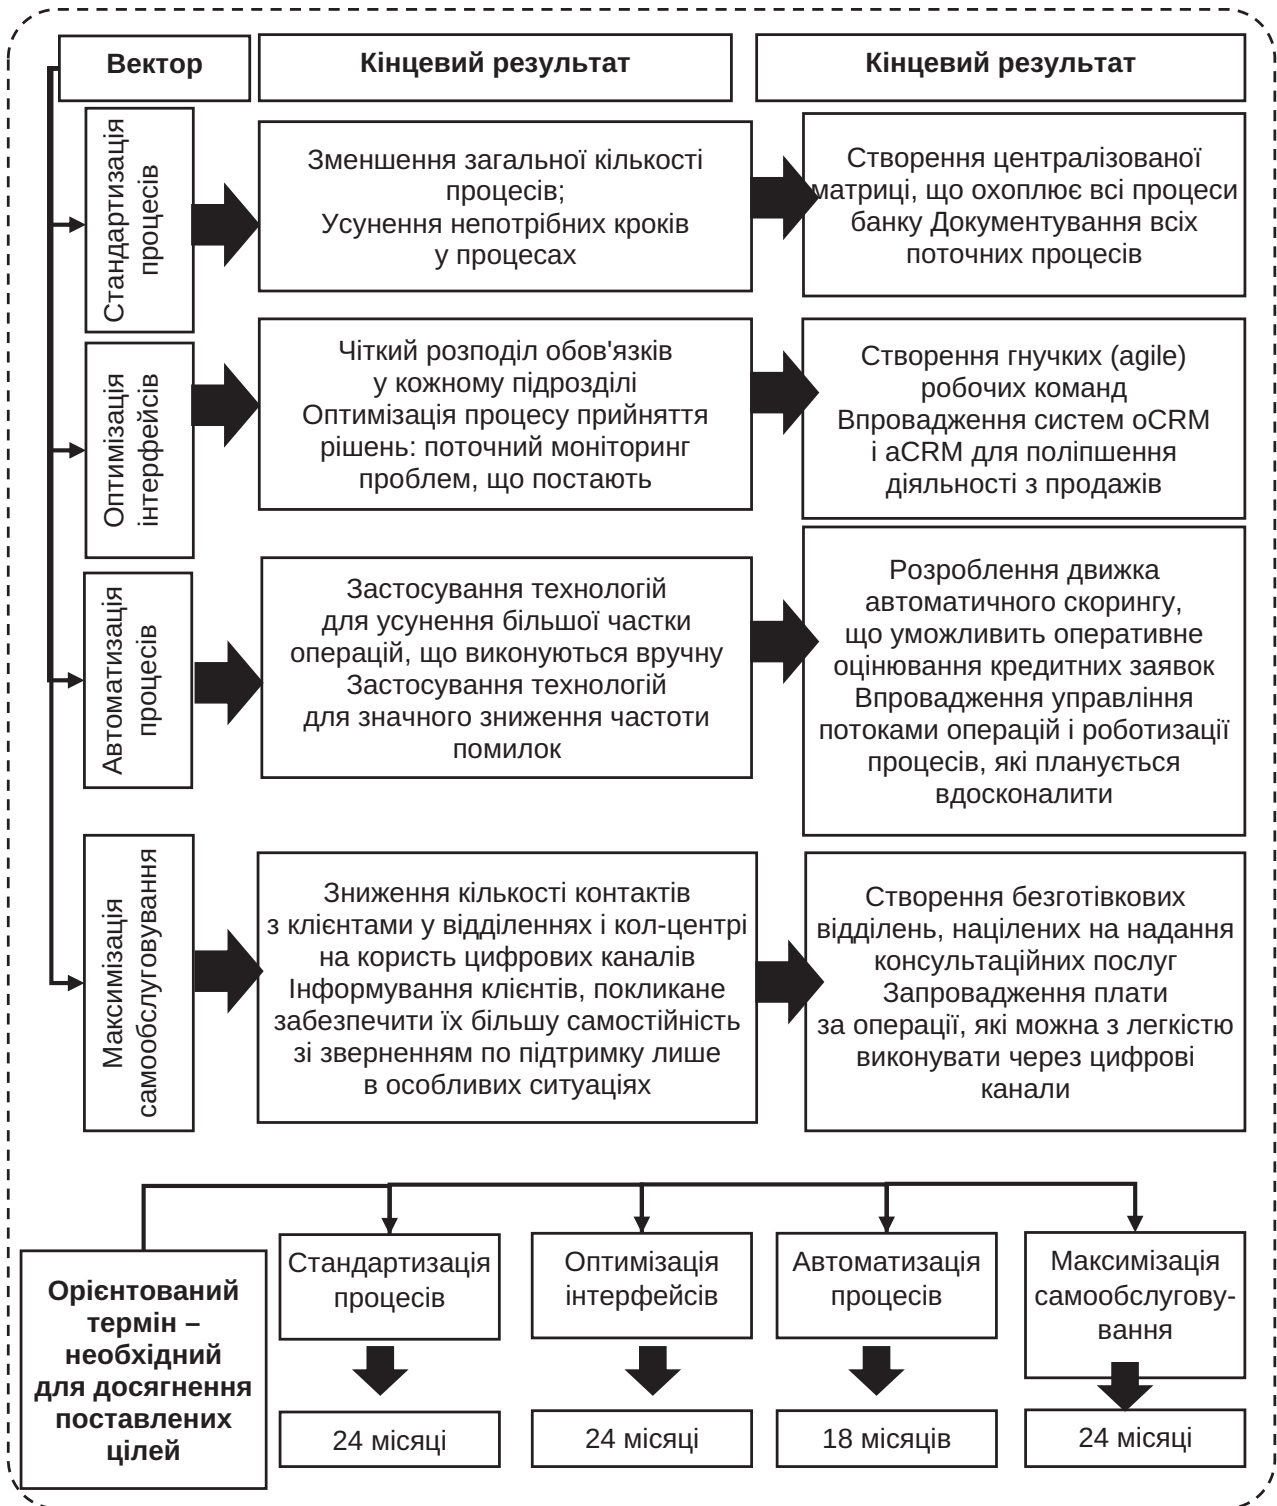 Вектор
Кінцевий результат
Кінцевий результат
Стандартизація
процесів
Зменшення загальної кількості
процесів;
Усунення непотрібних кроків
у процесах
Створення централізованої
матриці, що охоплює всі процеси
банку Документування всіх
поточних процесів
Оптимізація
інтерфейсів
Чіткий розподіл обов'язків
у кожному підрозділі
Оптимізація процесу прийняття
рішень: поточний моніторинг
проблем, що постають
Створення гнучких (agile)
робочих команд
Впровадження систем oCRM
і aCRM для поліпшення
діяльності з продажів
Автоматизація
процесів
Застосування технологій
для усунення більшої частки
операцій, що виконуються вручну
Застосування технологій
для значного зниження частоти
помилок
Розроблення движка
автоматичного скорингу,
що уможливить оперативне
оцінювання кредитних заявок
Впровадження управління
потоками операцій і роботизації
процесів, які планується
вдосконалити
Максимізація
самообслуговування
Зниження кількості контактів
з клієнтами у відділеннях і кол-центрі
на користь цифрових каналів
Інформування клієнтів, покликане
забезпечити їх більшу самостійність
зі зверненням по підтримку лише
в особливих ситуаціях
Створення безготівкових
відділень, націлених на надання
консультаційних послуг
Запровадження плати
за операції, які можна з легкістю
виконувати через цифрові
канали
Орієнтований
термін –
необхідний
для досягнення
поставлених
цілей
Стандартизація
процесів
Оптимізація
інтерфейсів
Автоматизація
процесів
Максимізація
самообслугову-
вання
24 місяці
24 місяці
18 місяців
24 місяці